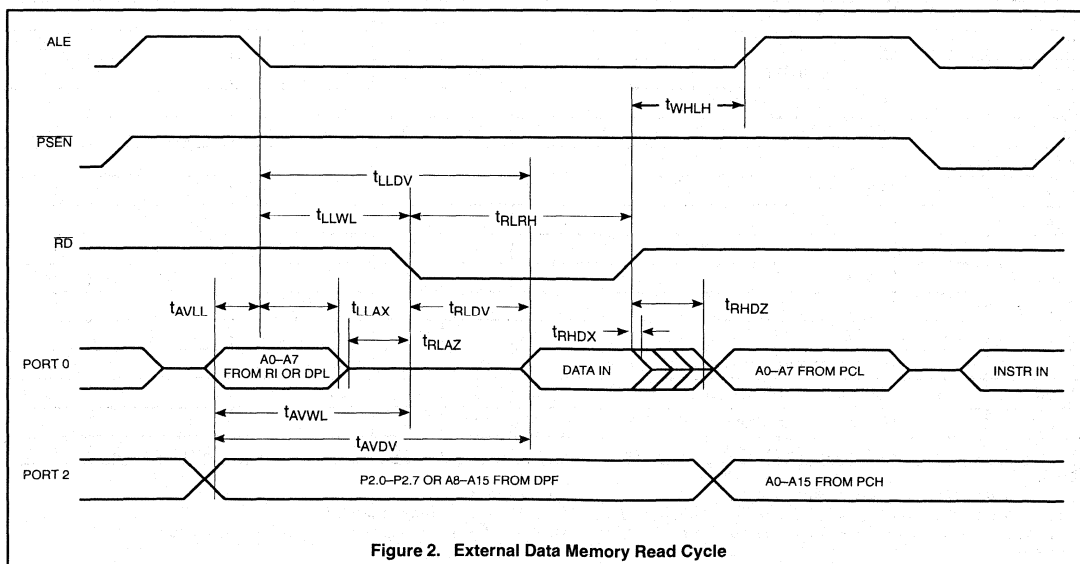 ALE
tWHLH
PSEN
tLLDV
tLLWL
tRLRH
RD
tAVLL
tLLAX
tRLDV
tRHDZ
tRHDX
tRLAZ
PORT 0
A0–A7
FROM RI OR DPL
DATA IN
A0–A7 FROM PCL
INSTR IN
tAVWL
tAVDV
PORT 2
P2.0–P2.7 OR A8–A15 FROM DPF
A0–A15 FROM PCH
Figure 2. External Data Memory Read Cycle